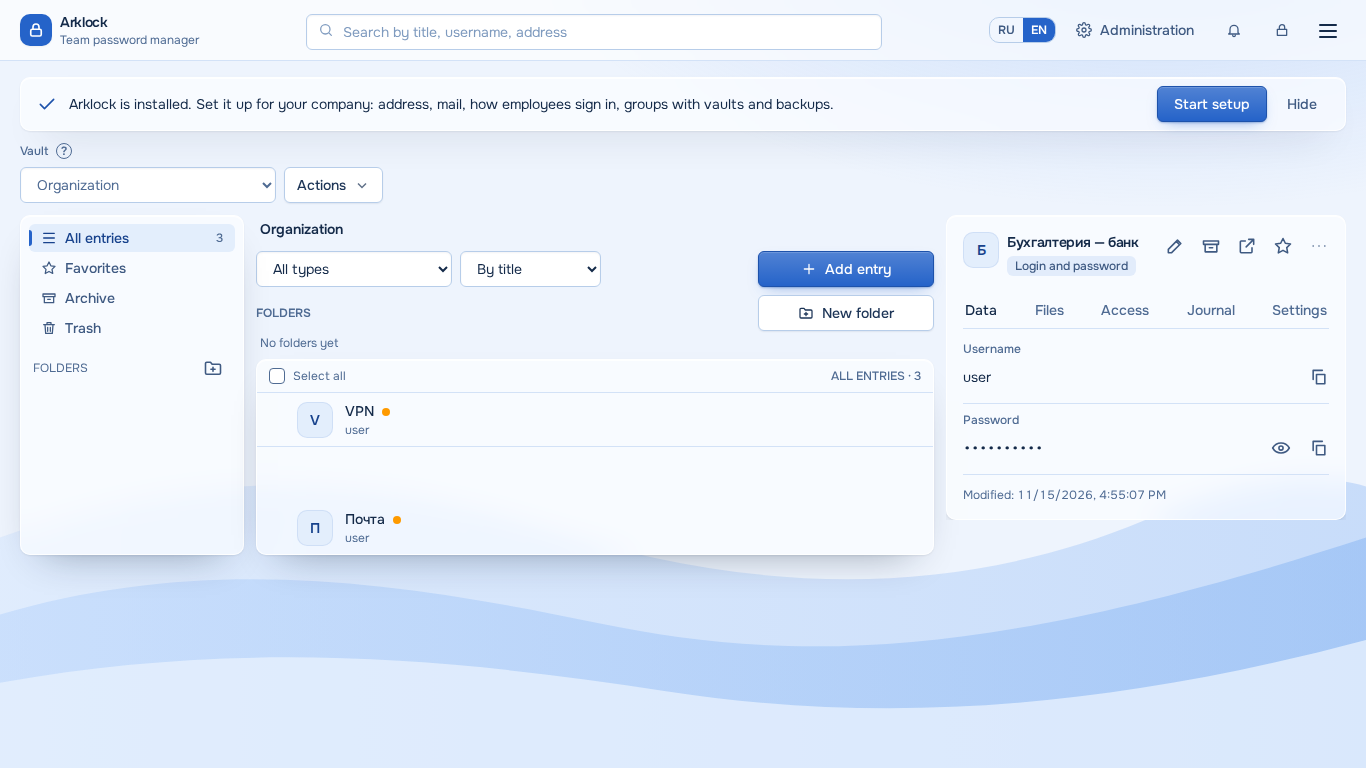 Arklock
Team password manager
Search by title, username, address
RU EN
Administration
Arklock is installed. Set it up for your company: address, mail, how employees sign in, groups with vaults and backups.
Start setup
Hide
Vault ?
Organization
Actions
All entries 3
Favorites
Archive
Trash
FOLDERS
Organization
All types
By title
Add entry
FOLDERS
New folder
No folders yet
Select all
ALL ENTRIES · 3
V
VPN
user
П
Почта
user
Б
Бухгалтерия — банк
Login and password
Data Files Access Journal Settings
Username
user
Password
••••••••••
Modified: 11/15/2026, 4:55:07 PM